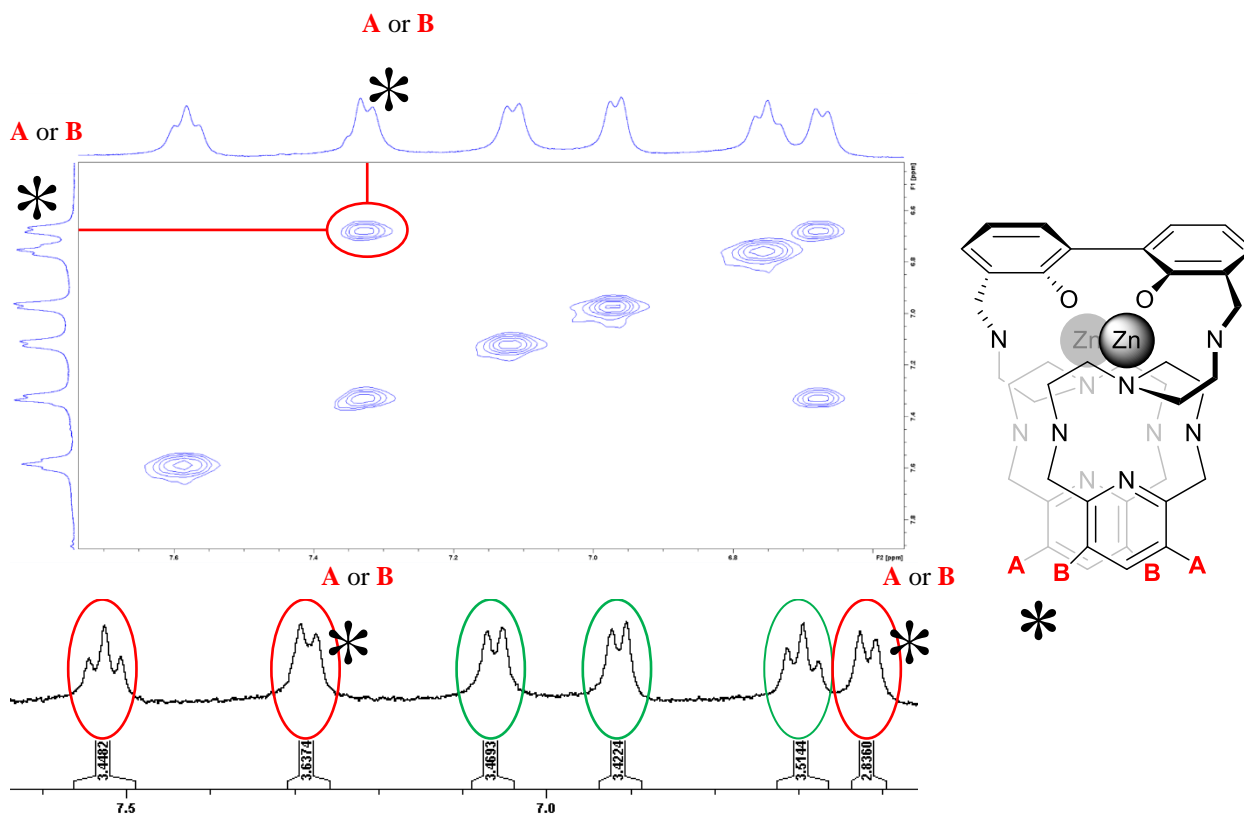 A or B
A or B
*
*
F1 [ppm]
6.6
6.8
7.0
7.2
7.4
7.6
7.8
7.6
7.4
7.2
7.0
6.8
F2 [ppm]
O
O
N
Zn
Zn
N
N
N
N
N
N
N
N
N
N
A
B
B
A
*
A or B
A or B
*
*
3.4482
3.6374
3.4693
3.4224
3.5144
2.8360
7.5
7.0